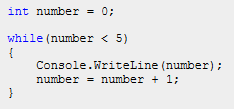 int number = 0;
while(number < 5)
{
    Console.WriteLine(number);
    number = number + 1;
}